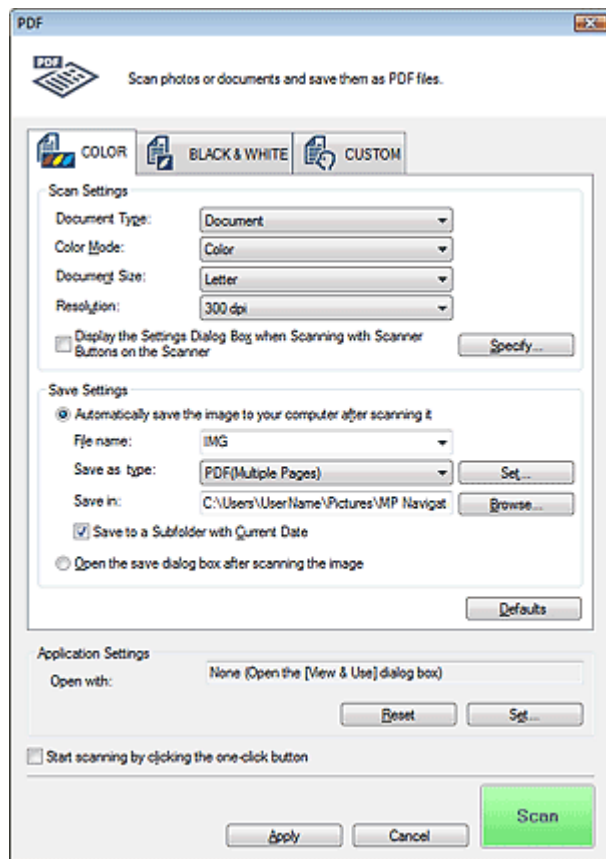 PDF
PDF
Scan photos or documents and save them as PDF files.
COLOR
BLACK & WHITE
CUSTOM
Scan Settings
Document Type: Document
Color Mode: Color
Document Size: Letter
Resolution: 300 dpi
Display the Settings Dialog Box when Scanning with Scanner
Buttons on the Scanner
Specify...
Save Settings
Automatically save the image to your computer after scanning it
File name: IMG
Save as type: PDF(Multiple Pages) Set...
Save in: C:\Users\UserName\Pictures\MP Navigat Browse...
Save to a Subfolder with Current Date
Open the save dialog box after scanning the image
Defaults
Application Settings
Open with: None (Open the [View & Use] dialog box)
Reset Set...
Start scanning by clicking the one-click button
Scan
Apply Cancel